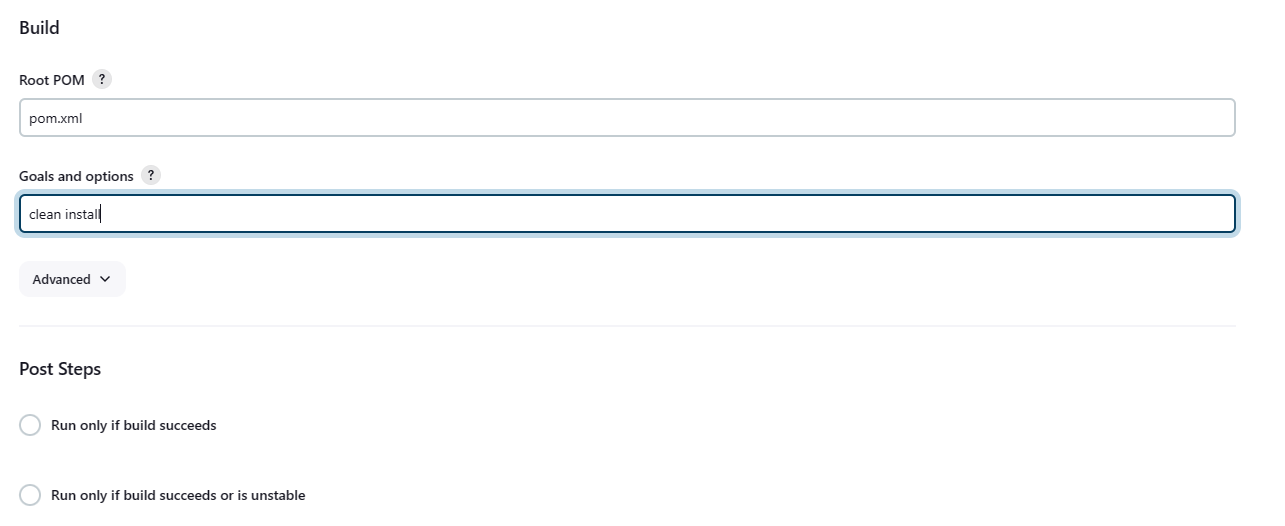 Build
Root POM ?
pom.xml
Goals and options ?
clean install
Advanced
Post Steps
Run only if build succeeds
Run only if build succeeds or is unstable